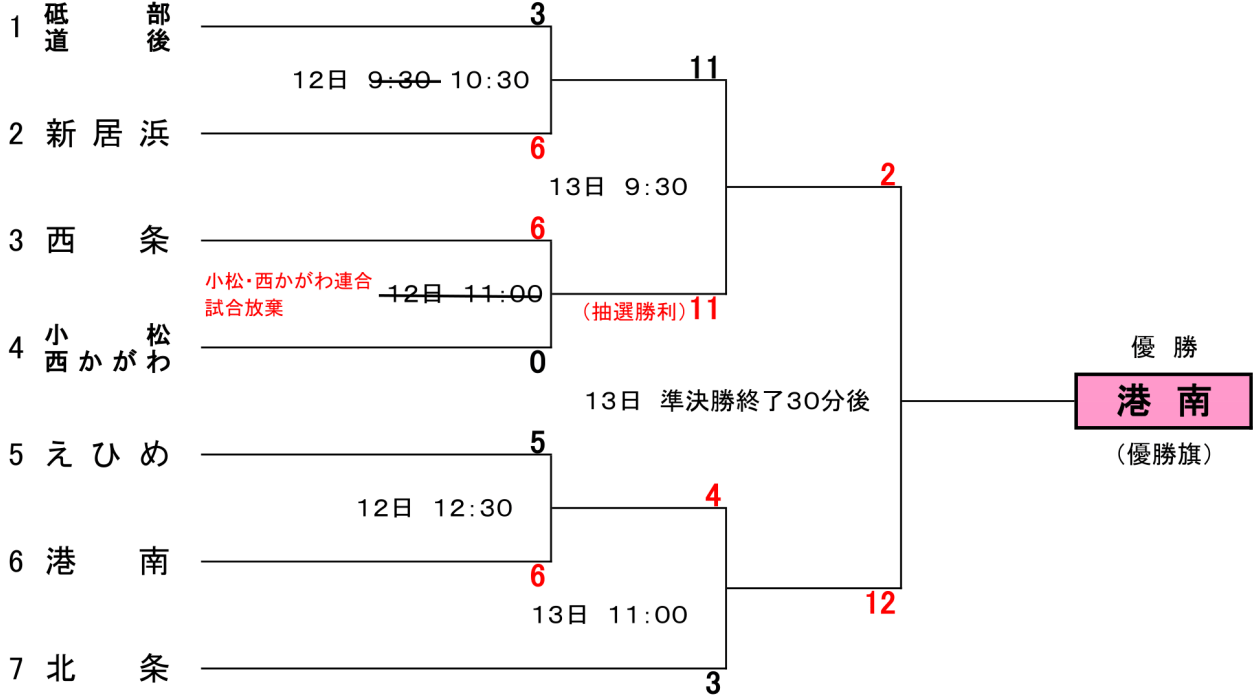 1 砥部
道後
3
12日 9:30 10:30
11
2 新居浜
6
13日 9:30
2
3 西条
6
小松・西かがわ連合
試合放棄
12日 11:00
(抽選勝利)11
4 小松
西かがわ
0
優勝
港南
(優勝旗)
13日 準決勝終了30分後
5 えひめ
5
12日 12:30
4
6 港南
6
12
13日 11:00
7 北条
3